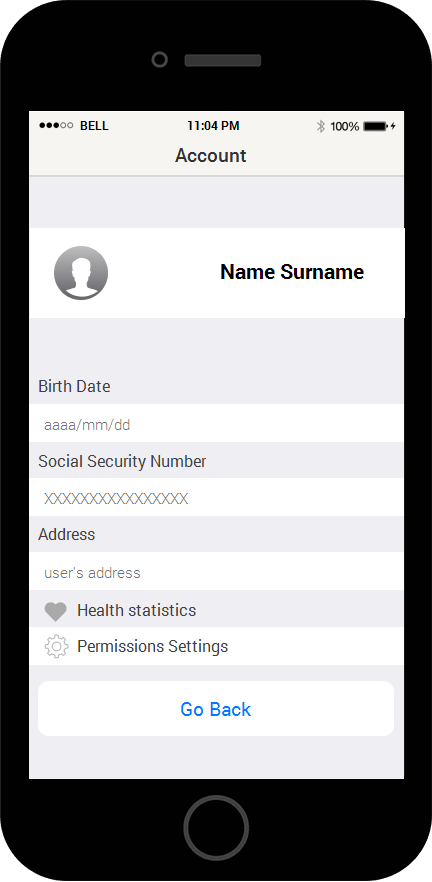 BELL 11:04 PM 100%
Account
Name Surname
Birth Date
aaaa/mm/dd
Social Security Number
XXXXXXXXXXXXXXXX
Address
user's address
Health statistics
Permissions Settings
Go Back